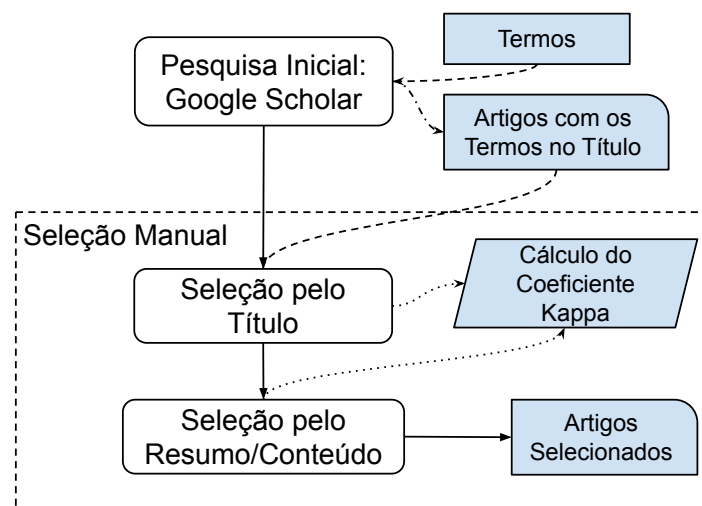 Termos
Pesquisa Inicial:
Google Scholar
Artigos com os
Termos no Título
Seleção Manual
Seleção pelo
Título
Cálculo do
Coeficiente
Kappa
Seleção pelo
Resumo/Conteúdo
Artigos
Selecionados